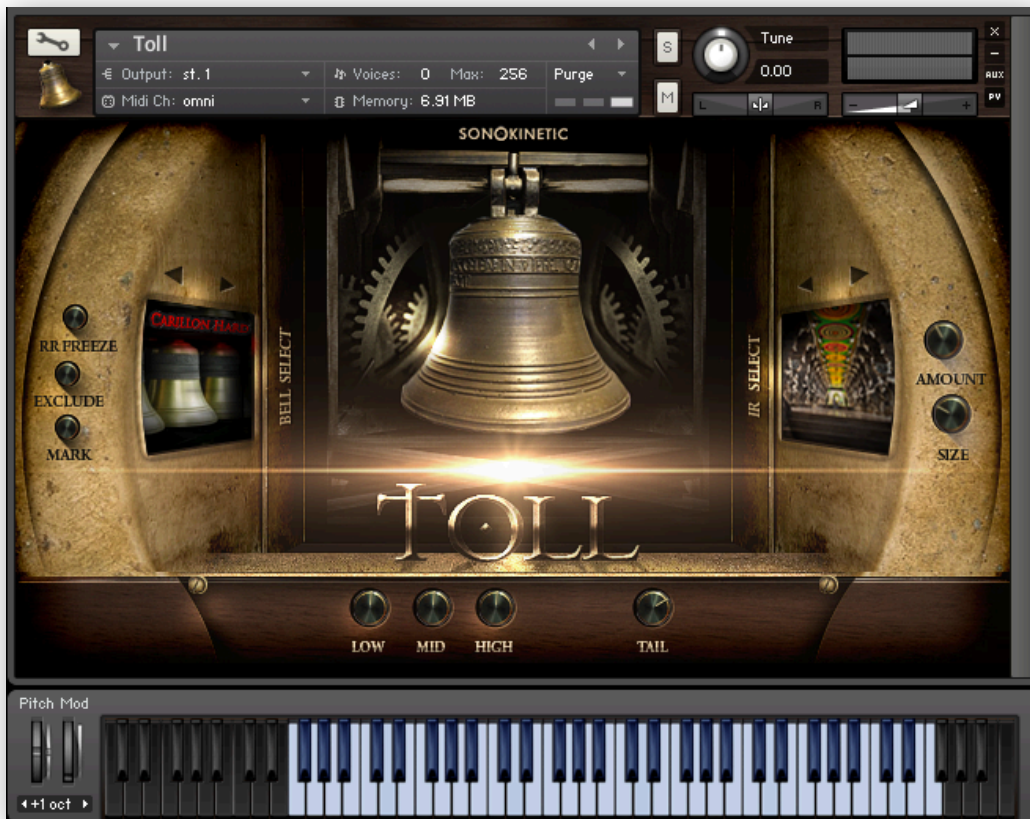 Toll
S
Tune
×
Output: st.1
Voices: 0 Max: 256
Purge
0.00
−
AUX
Midi Ch: omni
Memory: 6.91 MB
M
L
R
−
+
PV
SONOKINETIC
CARILLON HARD
RR FREEZE
EXCLUDE
MARK
BELL SELECT
IR SELECT
AMOUNT
SIZE
TOLL
LOW
MID
HIGH
TAIL
Pitch Mod
+1 oct